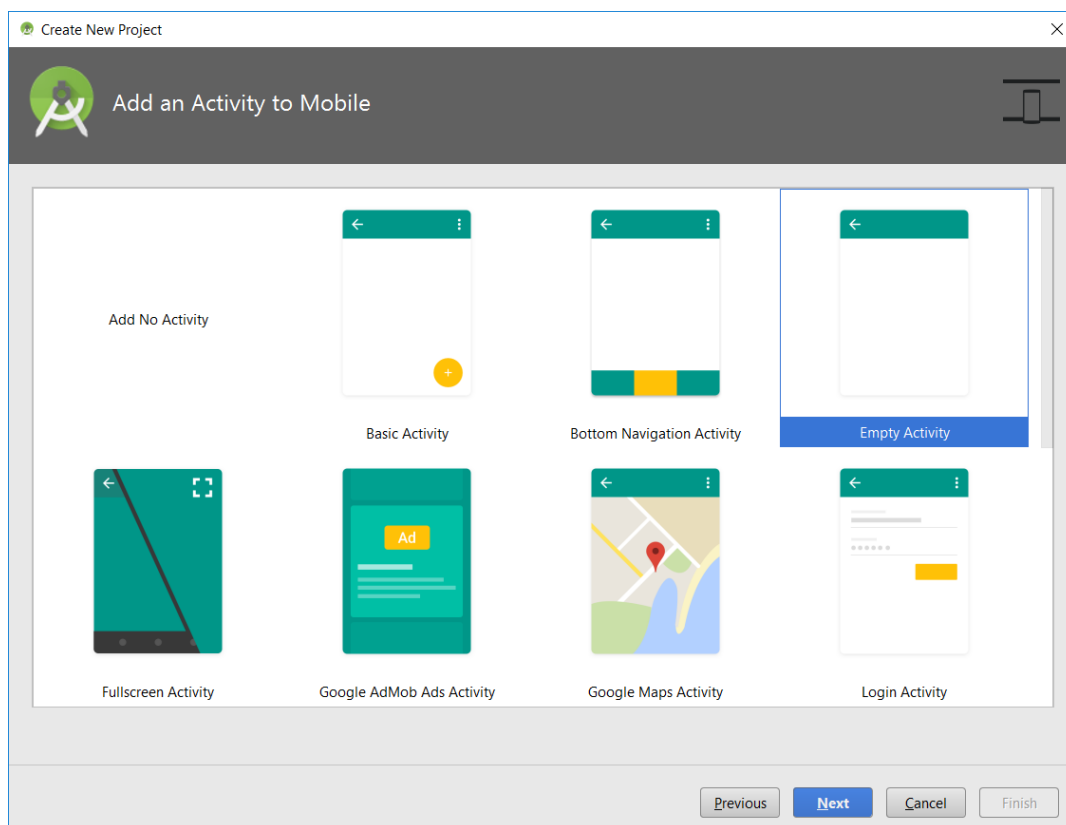 Create New Project
Add an Activity to Mobile
Add No Activity
Basic Activity
Bottom Navigation Activity
Empty Activity
Ad
Fullscreen Activity
Google AdMob Ads Activity
Google Maps Activity
Login Activity
Previous
Next
Cancel
Finish